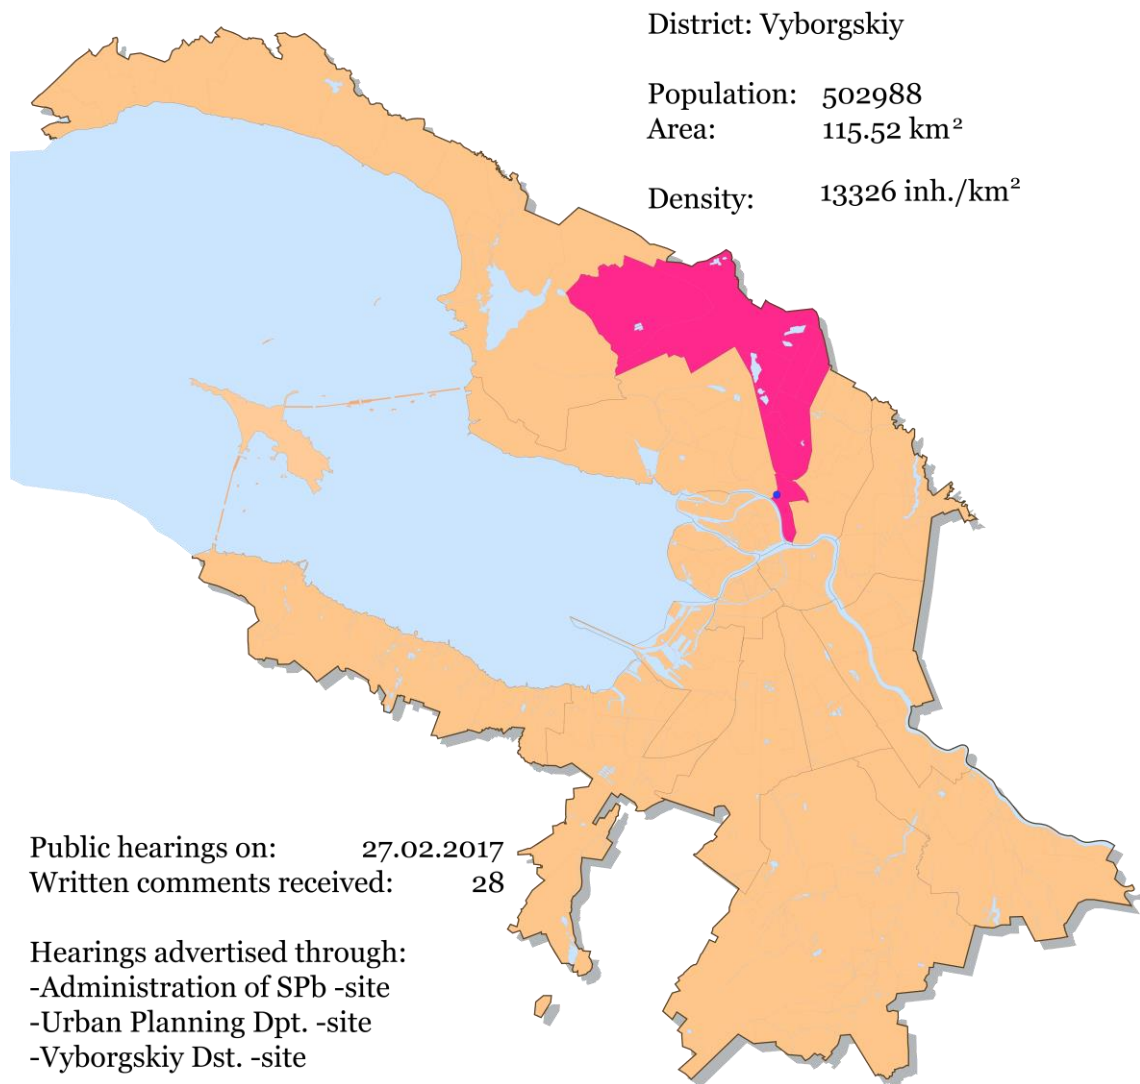 District: Vyborgskiy
Population: 502988
Area: 115.52 km²
Density: 13326 inh./km²
Public hearings on: 27.02.2017
Written comments received: 28
Hearings advertised through:
-Administration of SPb -site
-Urban Planning Dpt. -site
-Vyborgskiy Dst. -site